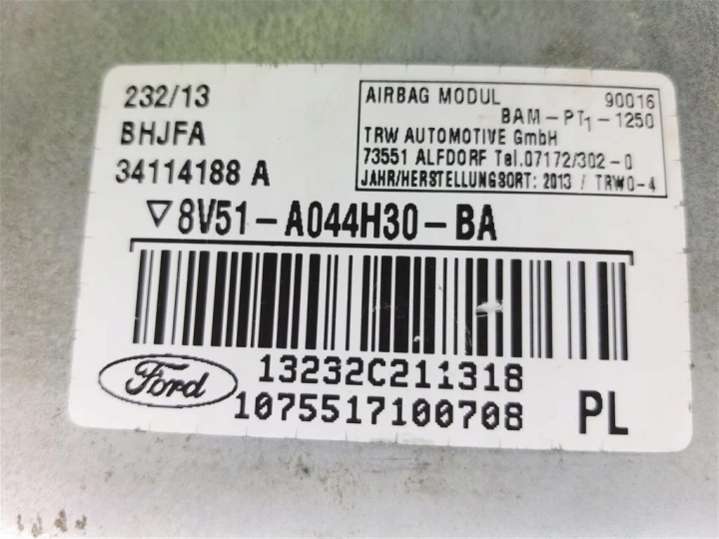 232/13
BHJFA
34114188 A
AIRBAG MODUL 90016
BAM-PT1-1250
TRW AUTOMOTIVE GmbH
73551 ALFDORF Tel.07172/302-0
JAHR/HERSTELLUNGSORT: 2013 / TRWO-4
▽8V51-A044H30-BA
Ford
13232C211318
1075517100708
PL